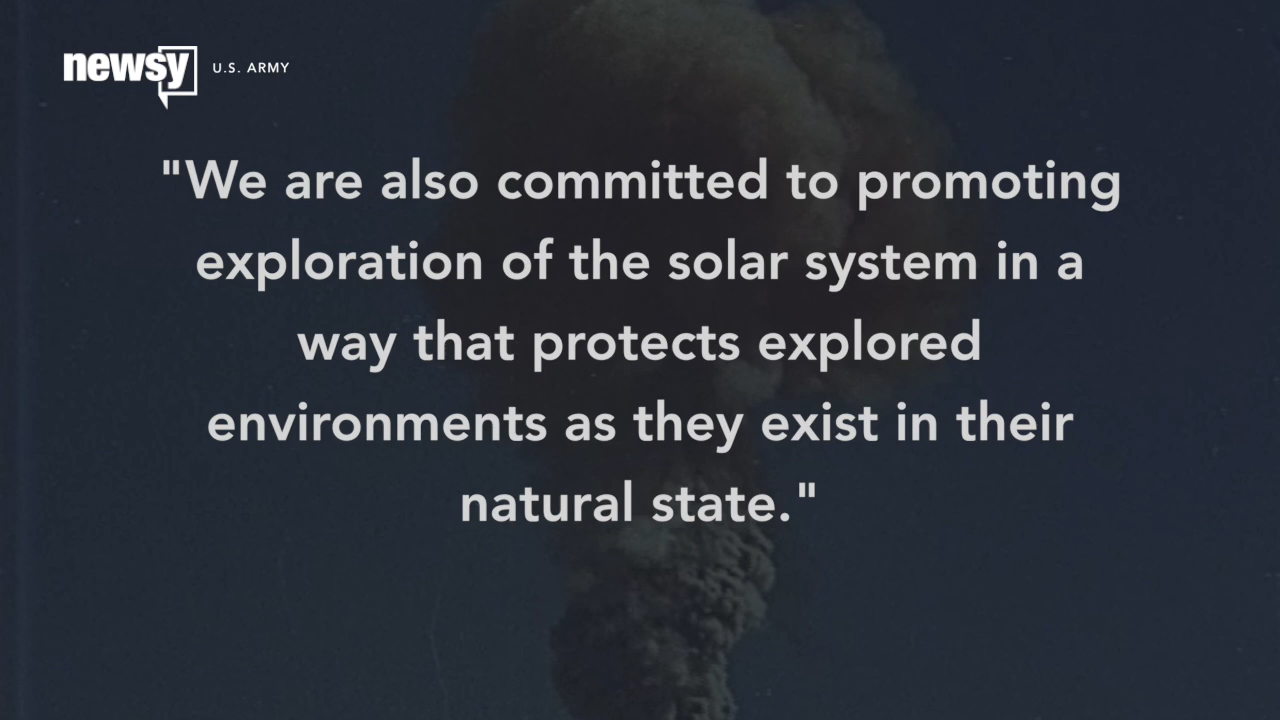 newsy U.S. ARMY
"We are also committed to promoting
exploration of the solar system in a
way that protects explored
environments as they exist in their
natural state."